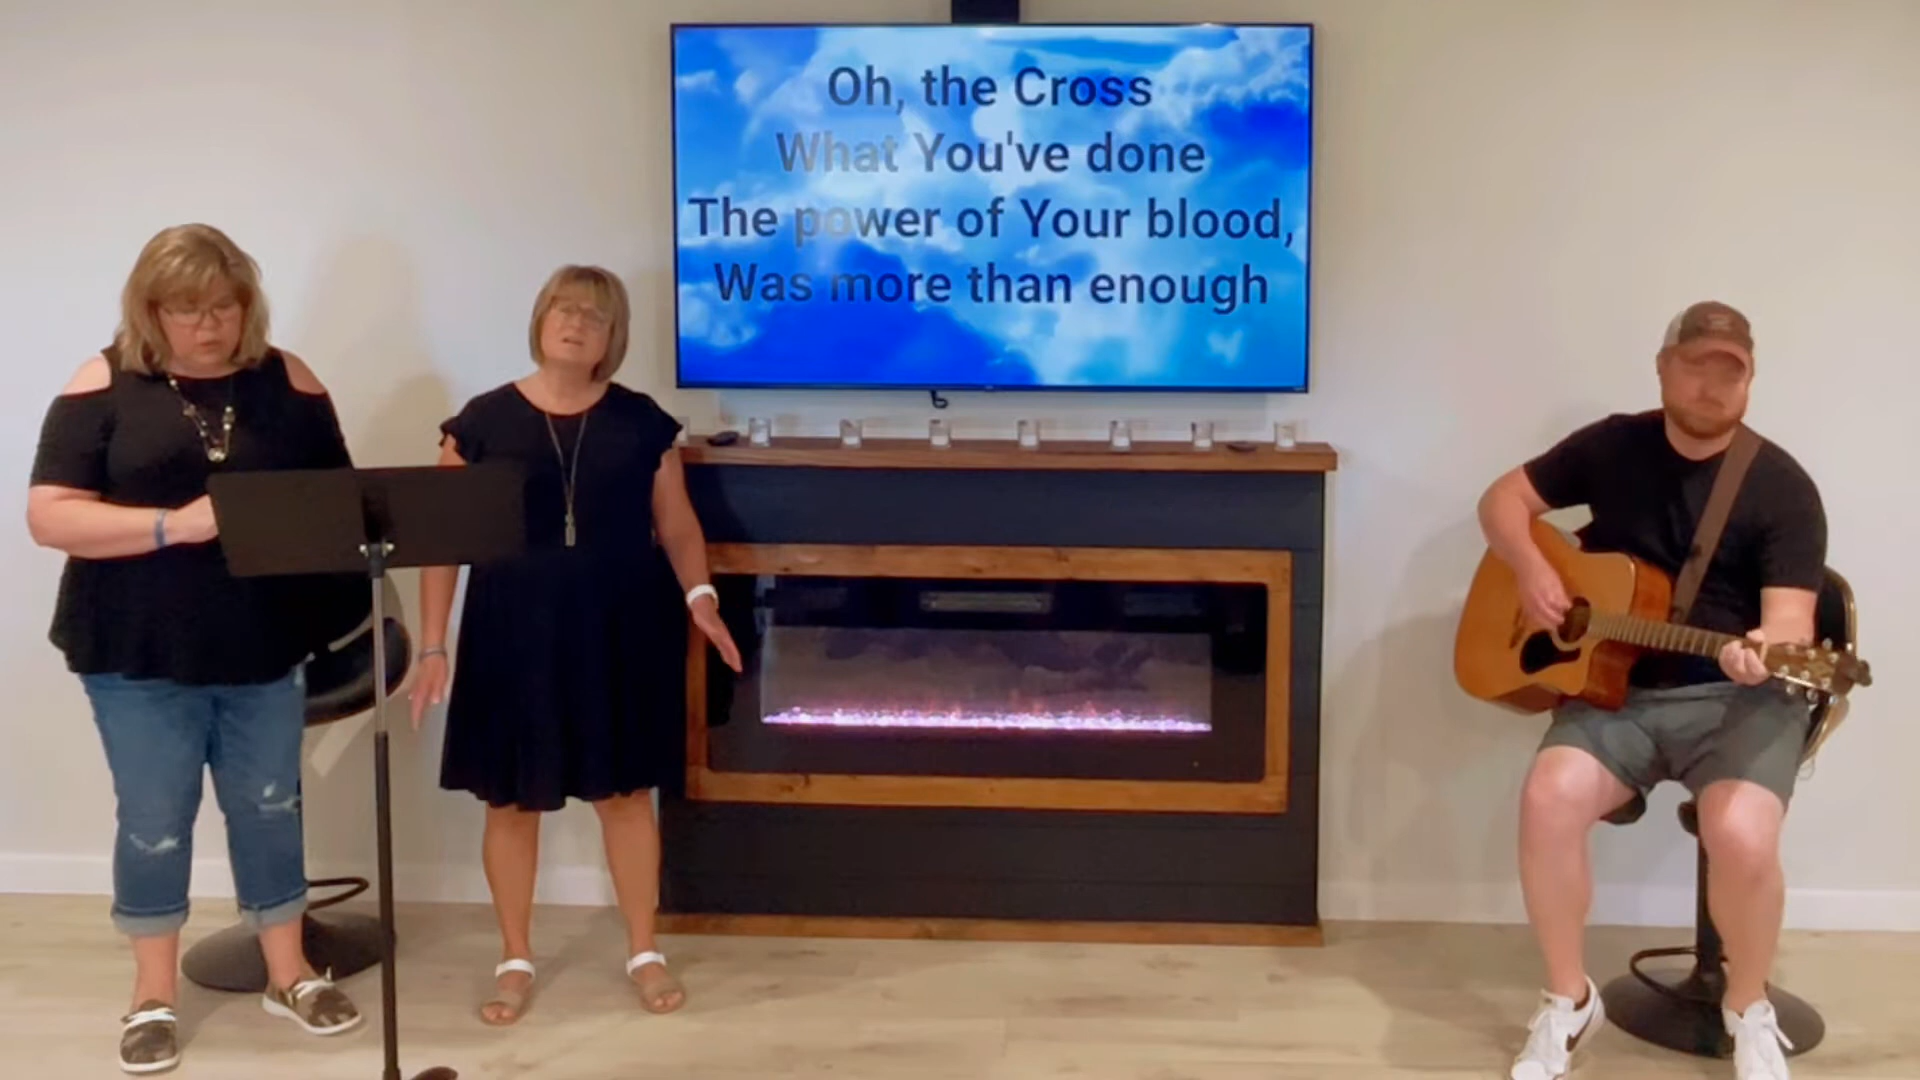 Oh, the Cross
What You've done
The power of Your blood,
Was more than enough